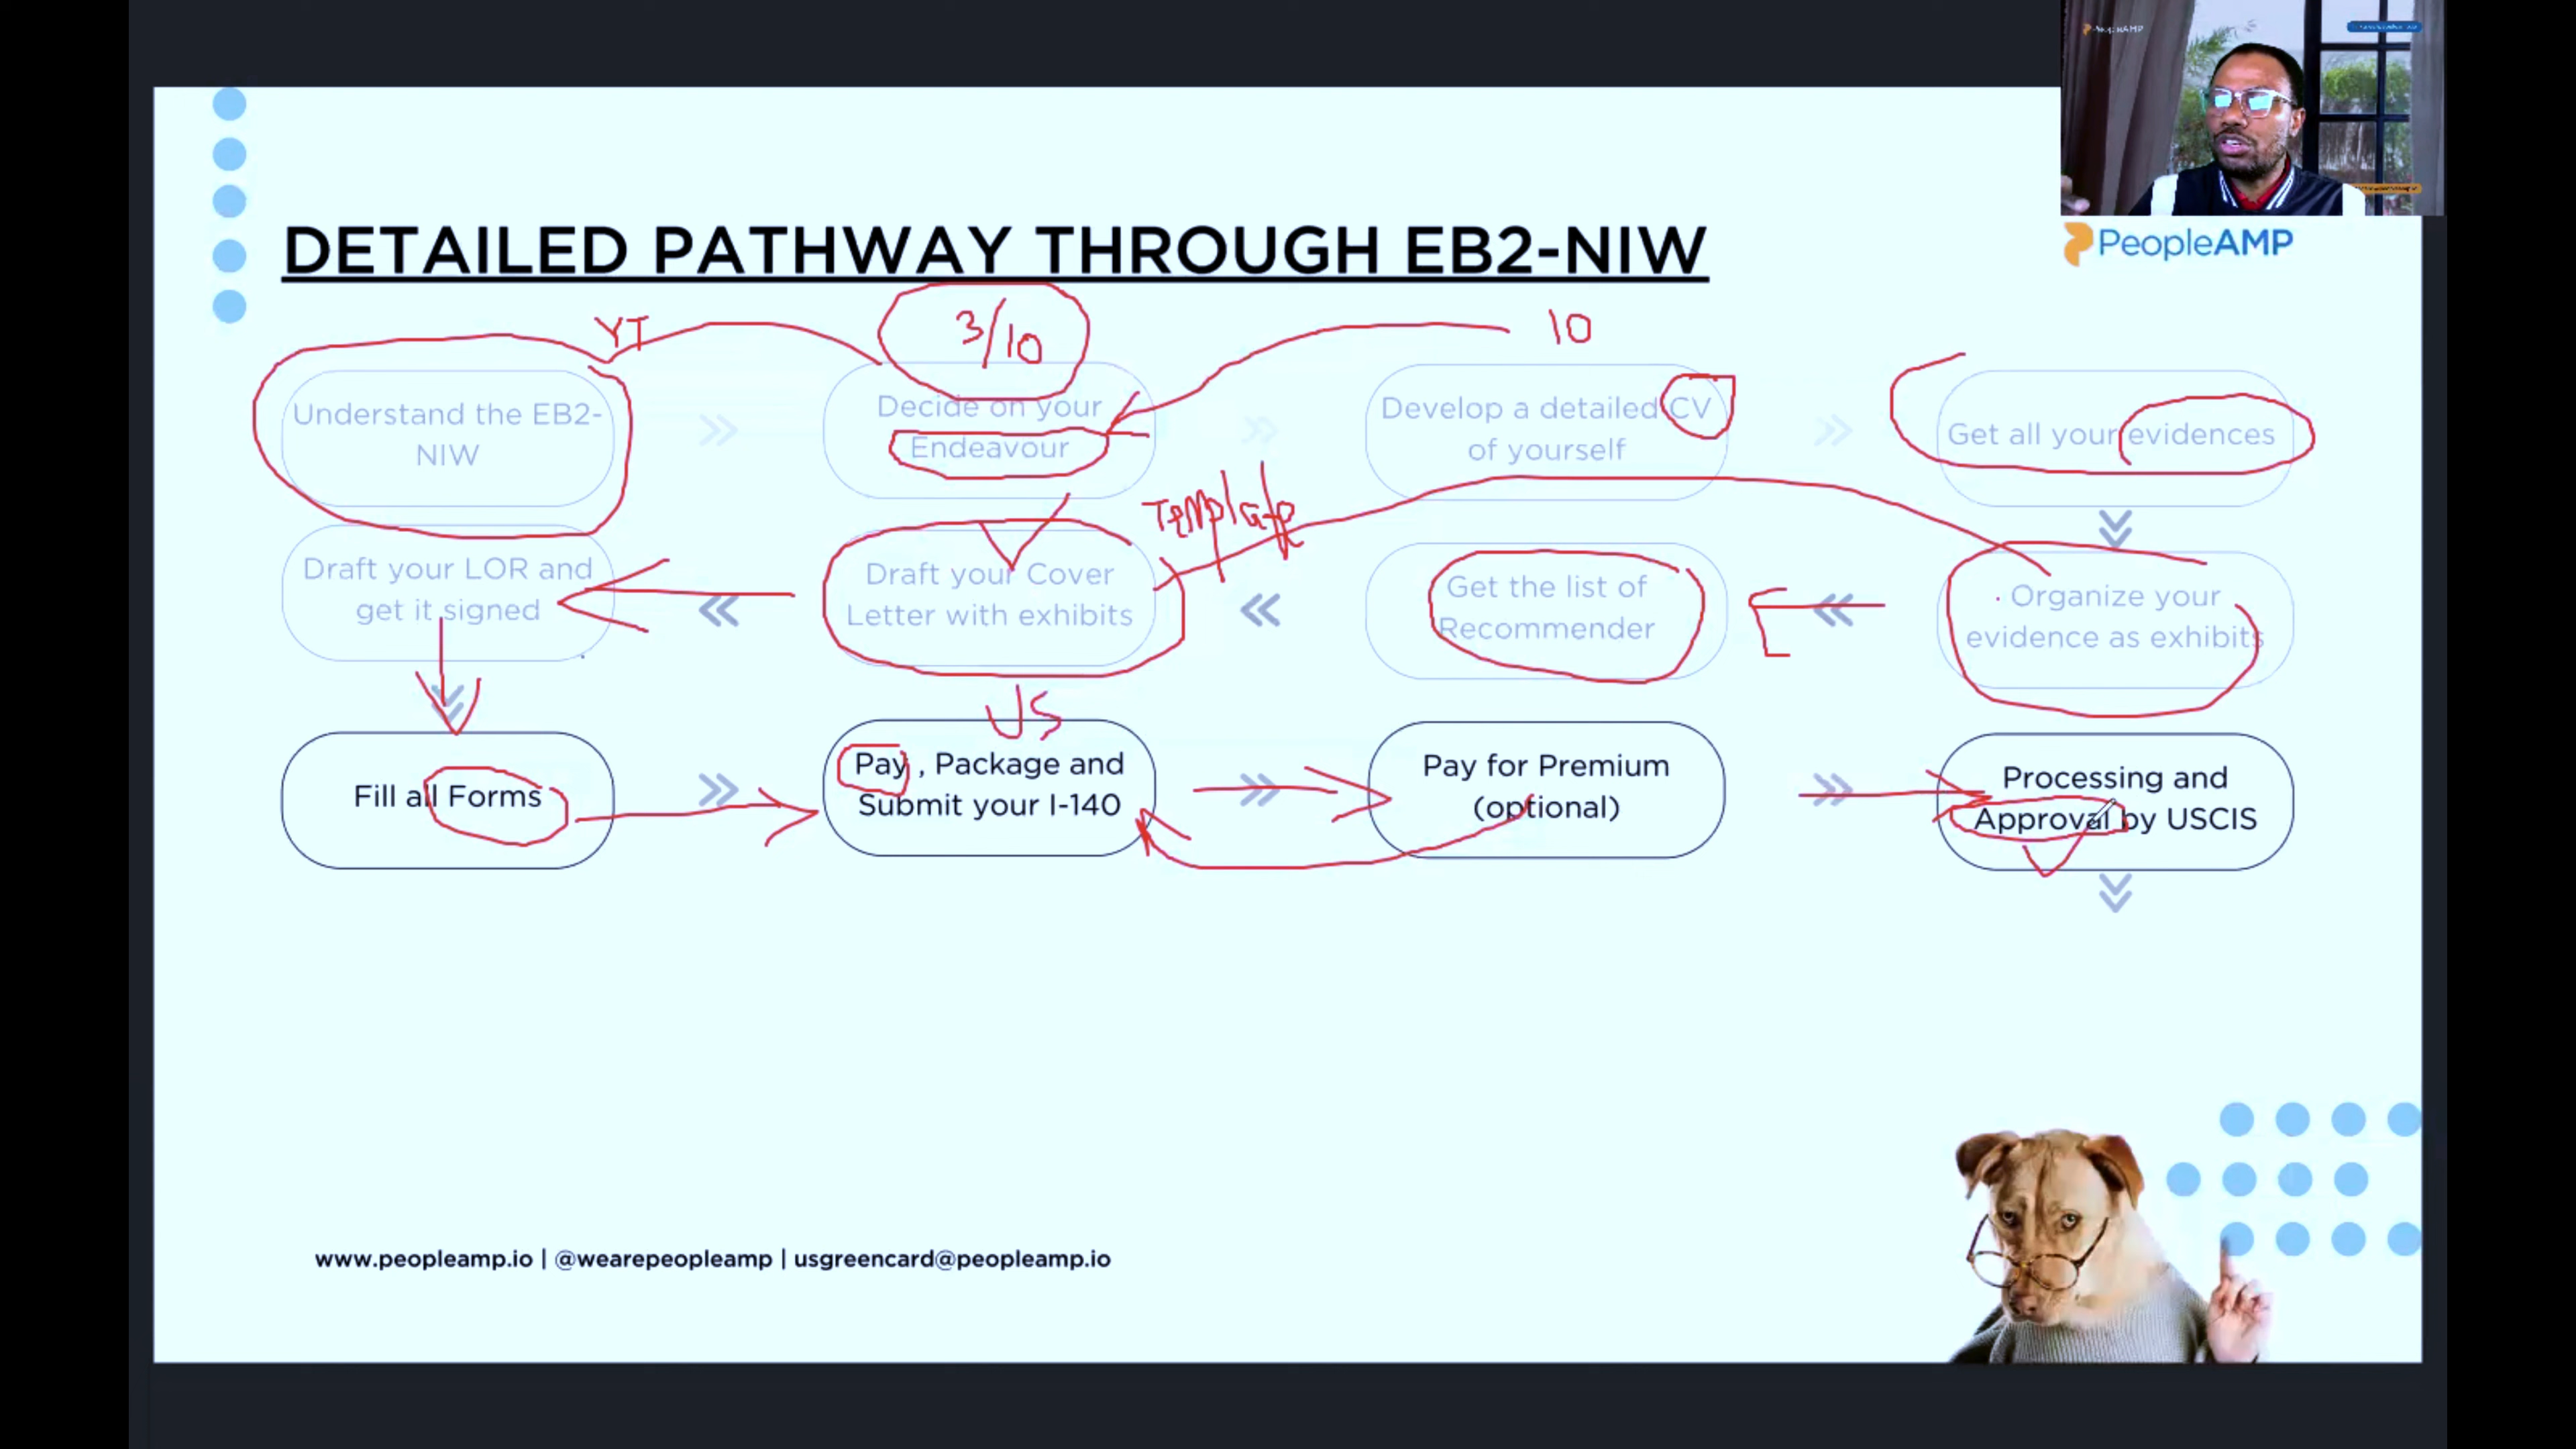 PeopleAMP
DETAILED PATHWAY THROUGH EB2-NIW
PeopleAMP
YT
3/10
10
Understand the EB2-
NIW
Decide on your
Endeavour
Develop a detailed CV
of yourself
Get all your evidences
Template
Draft your LOR and
get it signed
Draft your Cover
Letter with exhibits
Get the list of
Recommender
Organize your
evidence as exhibits
US
Fill all Forms
Pay , Package and
Submit your I-140
Pay for Premium
(optional)
Processing and
Approval by USCIS
www.peopleamp.io | @wearepeopleamp | usgreencard@peopleamp.io